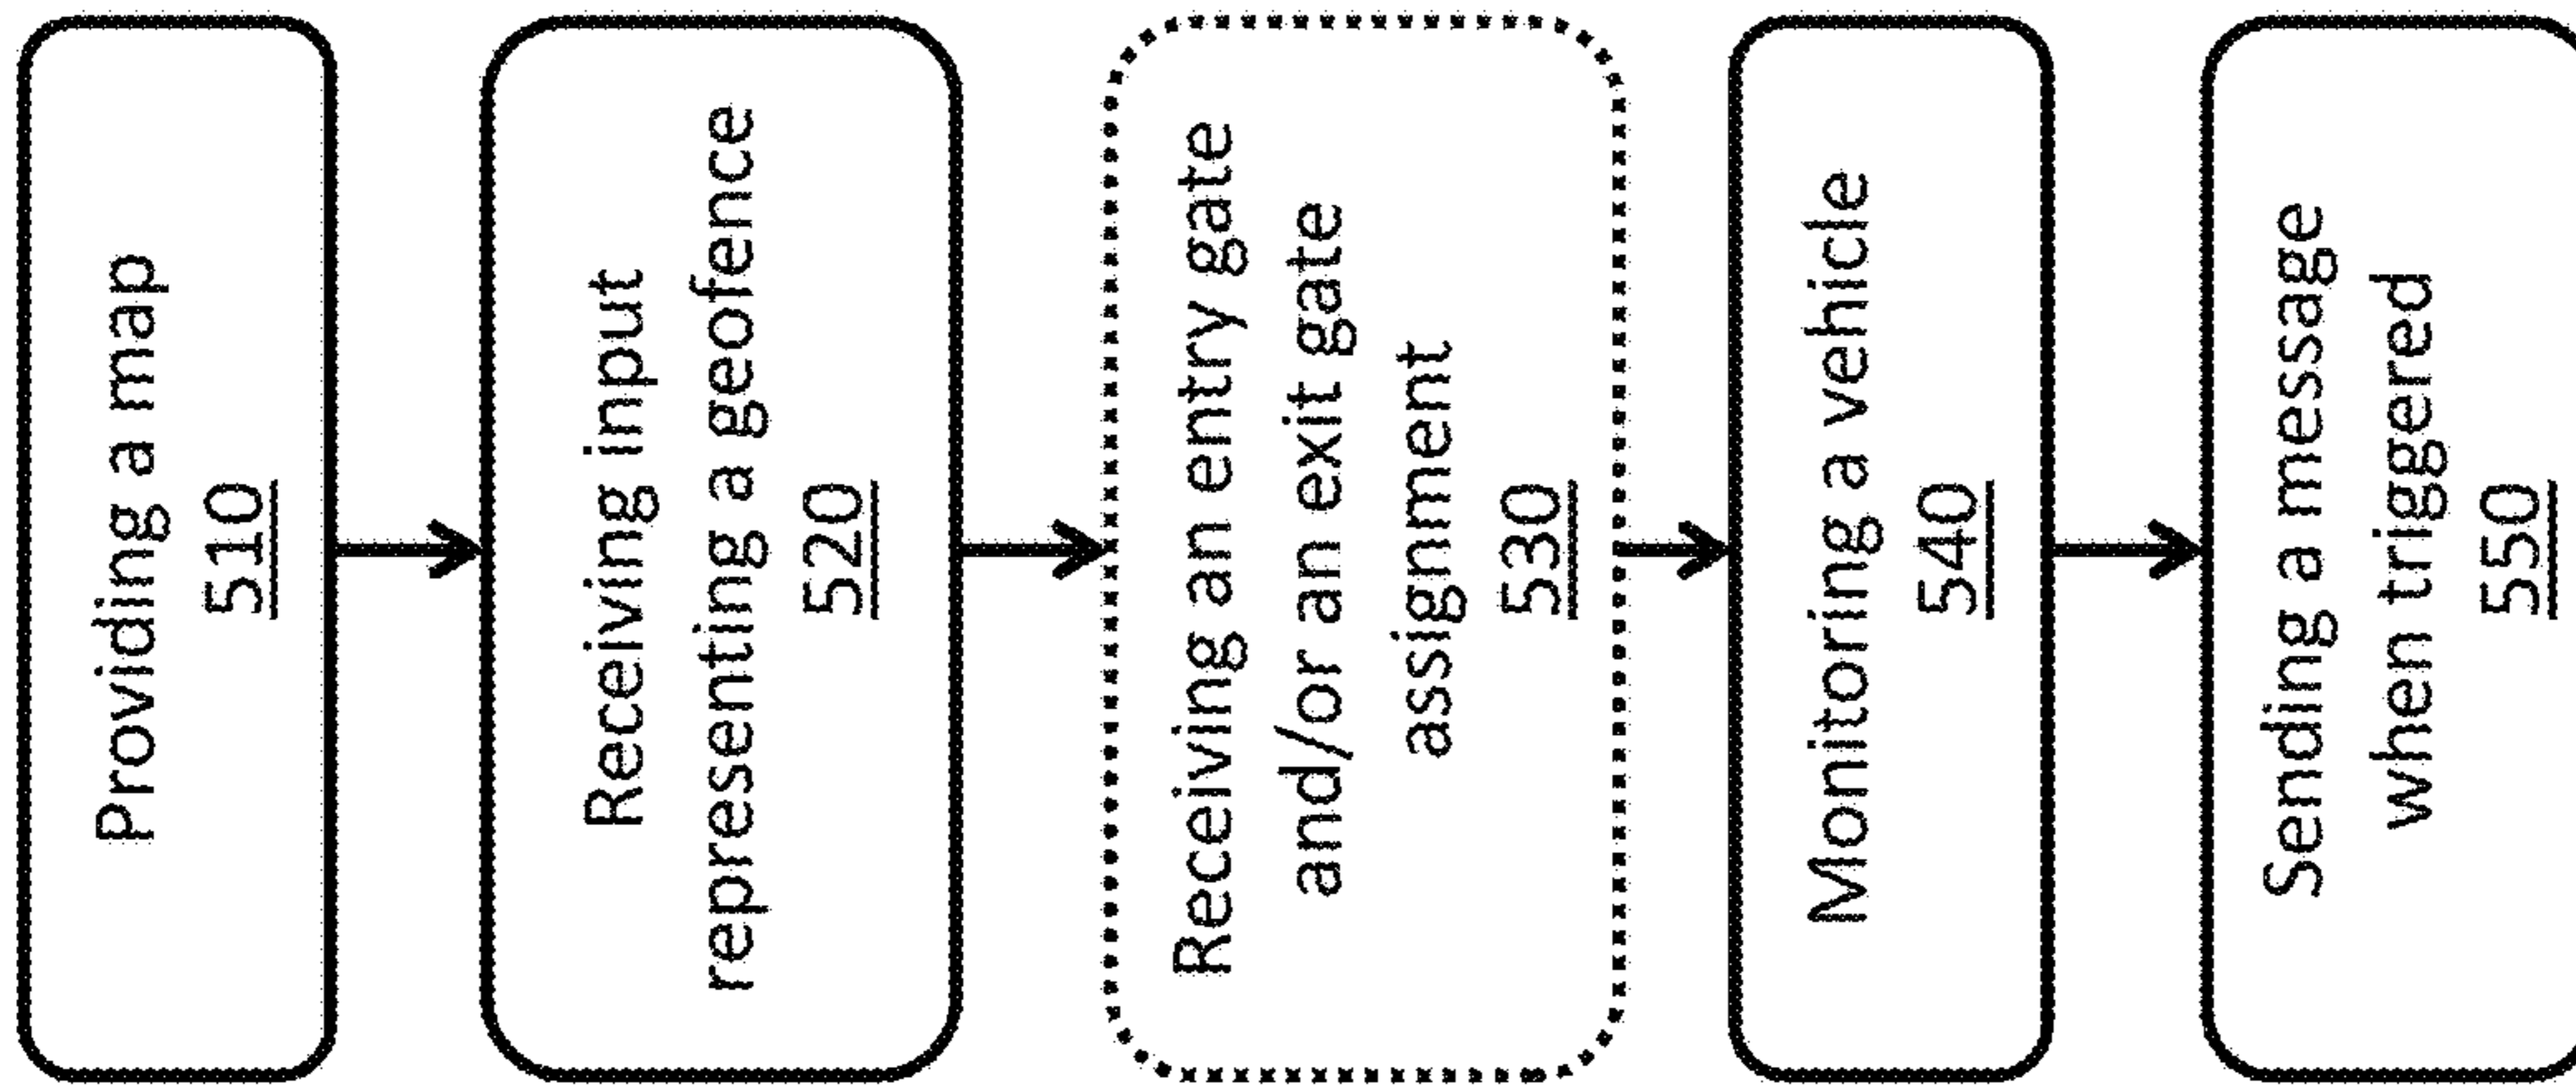 Providing a map
510
Receiving input
representing a geofence
520
Receiving an entry gate
and/or an exit gate
assignment
530
Monitoring a vehicle
540
Sending a message
when triggered
550